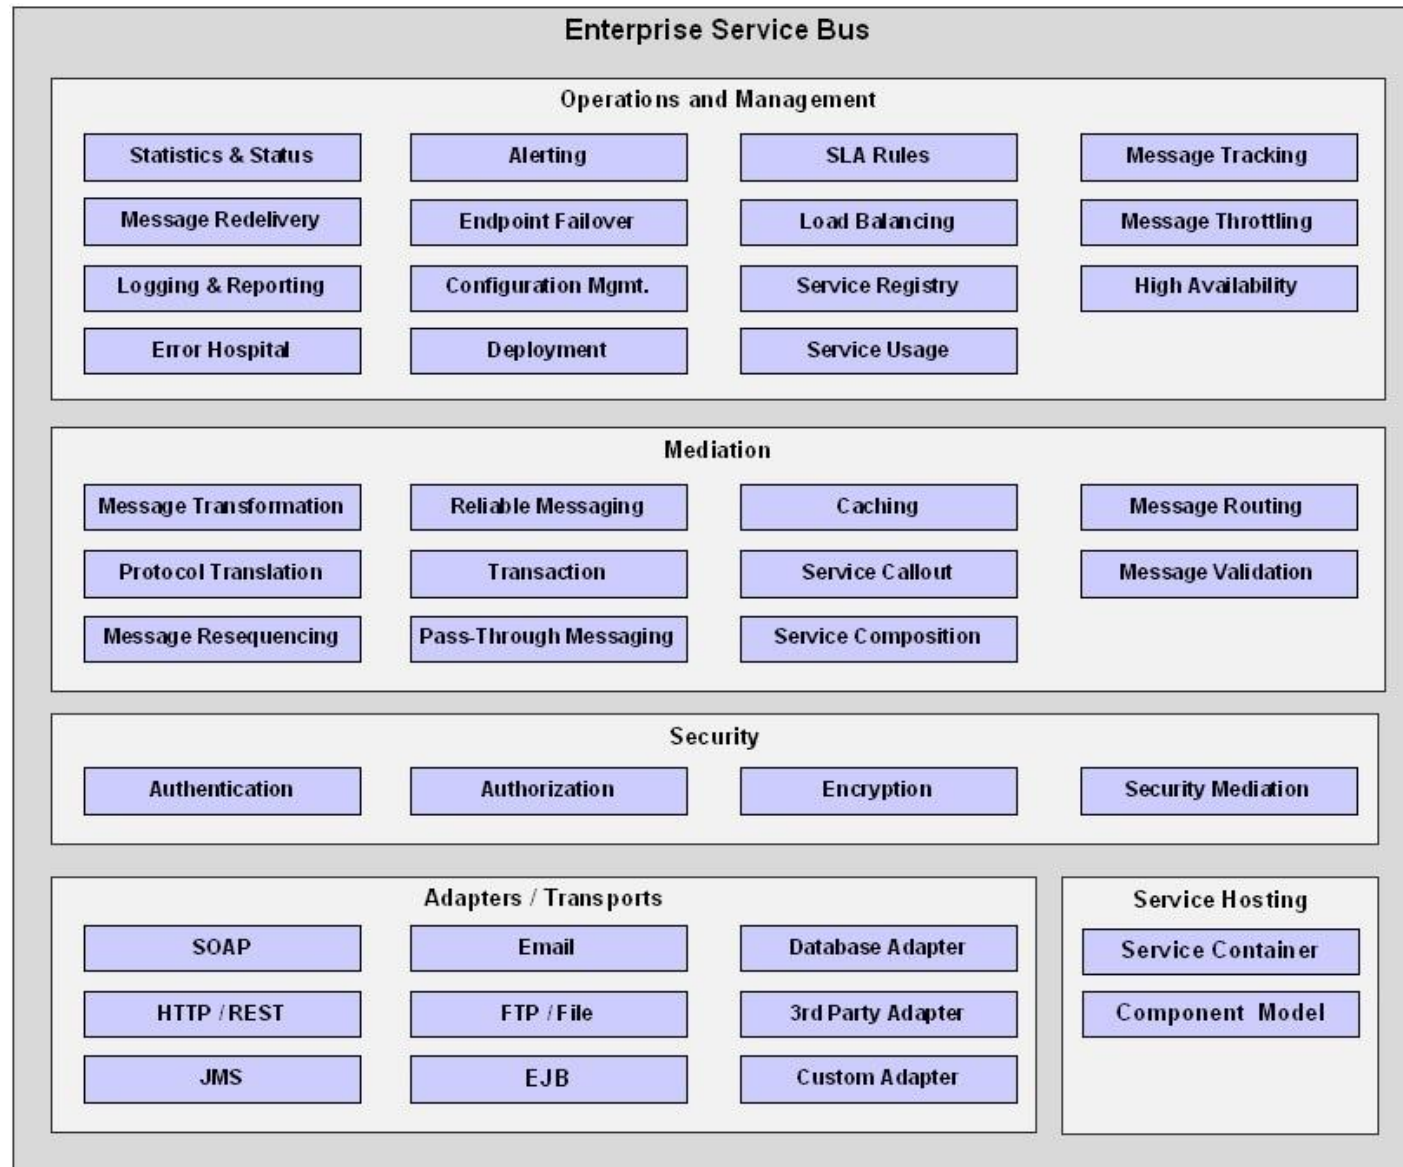 Enterprise Service Bus
Operations and Management
Statistics & Status
Alerting
SLA Rules
Message Tracking
Message Redelivery
Endpoint Failover
Load Balancing
Message Throttling
Logging & Reporting
Configuration Mgmt.
Service Registry
High Availability
Error Hospital
Deployment
Service Usage
Mediation
Message Transformation
Reliable Messaging
Caching
Message Routing
Protocol Translation
Transaction
Service Callout
Message Validation
Message Resequencing
Pass-Through Messaging
Service Composition
Security
Authentication
Authorization
Encryption
Security Mediation
Adapters / Transports
SOAP
Email
Database Adapter
HTTP / REST
FTP / File
3rd Party Adapter
JMS
EJB
Custom Adapter
Service Hosting
Service Container
Component Model